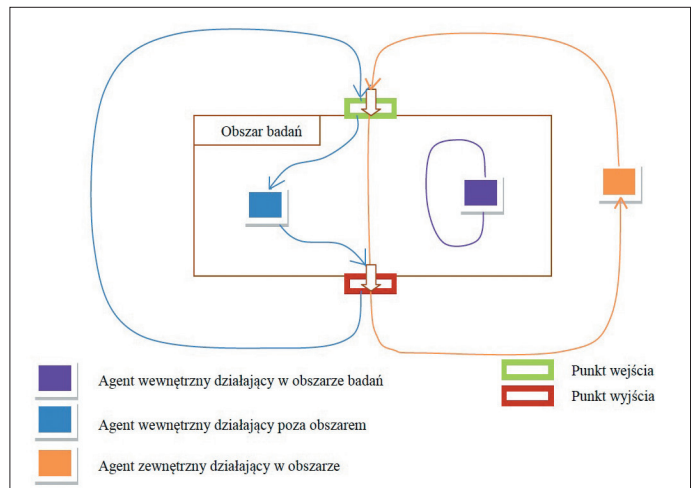 Obszar badań
Agent wewnętrzny działający w obszarze badań
Agent wewnętrzny działający poza obszarem
Agent zewnętrzny działający w obszarze
Punkt wejścia
Punkt wyjścia